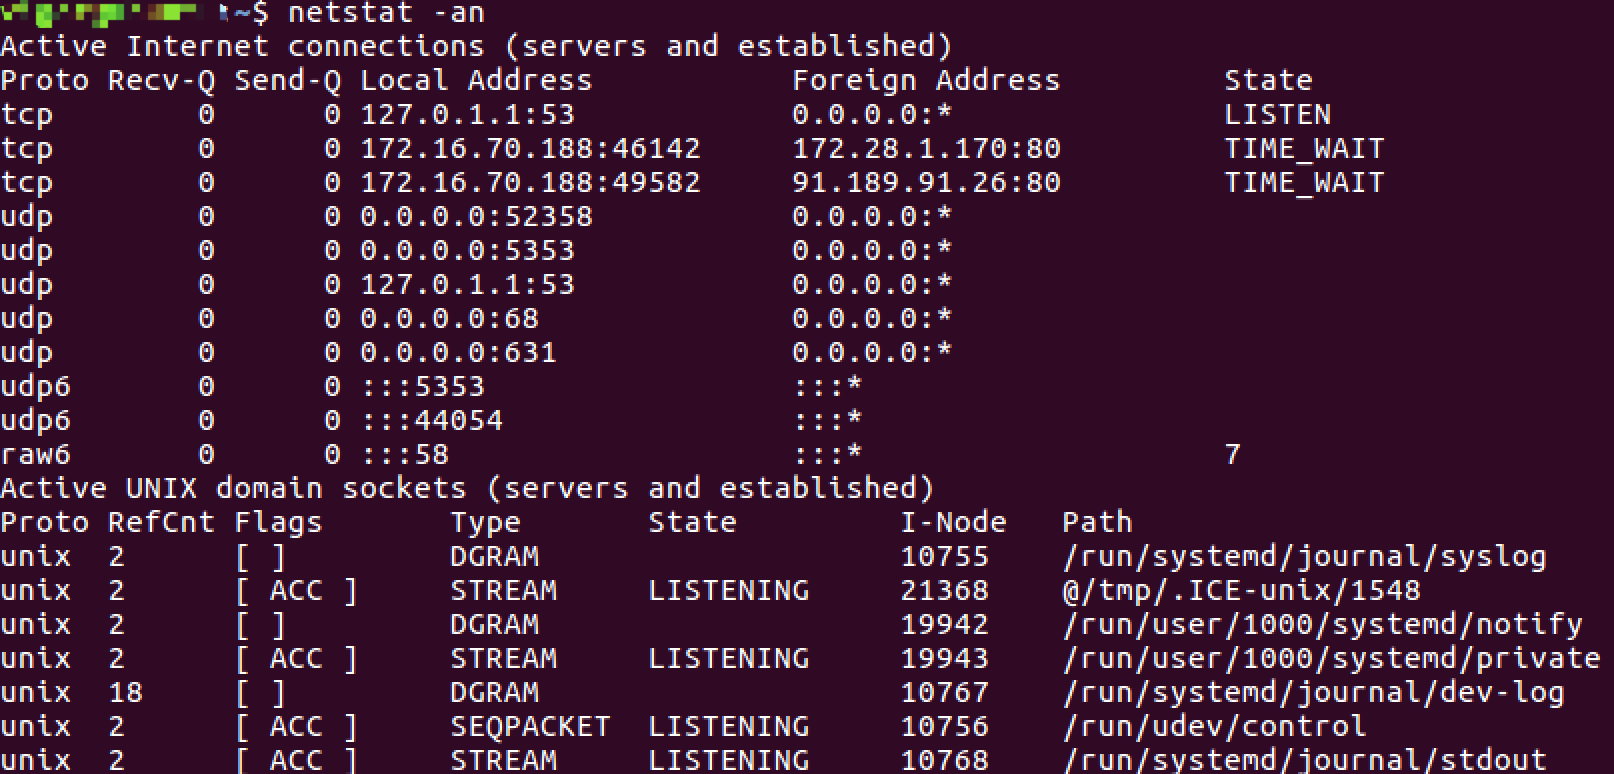 ~$ netstat -an
Active Internet connections (servers and established)
Proto Recv-Q Send-Q Local Address           Foreign Address         State
tcp        0      0 127.0.1.1:53            0.0.0.0:*               LISTEN
tcp        0      0 172.16.70.188:46142     172.28.1.170:80         TIME_WAIT
tcp        0      0 172.16.70.188:49582     91.189.91.26:80         TIME_WAIT
udp        0      0 0.0.0.0:52358           0.0.0.0:*
udp        0      0 0.0.0.0:5353            0.0.0.0:*
udp        0      0 127.0.1.1:53            0.0.0.0:*
udp        0      0 0.0.0.0:68              0.0.0.0:*
udp        0      0 0.0.0.0:631             0.0.0.0:*
udp6       0      0 :::5353                 :::*
udp6       0      0 :::44054                :::*
raw6       0      0 :::58                   :::*                    7
Active UNIX domain sockets (servers and established)
Proto RefCnt Flags       Type       State         I-Node   Path
unix  2      [ ]         DGRAM                    10755    /run/systemd/journal/syslog
unix  2      [ ACC ]     STREAM     LISTENING     21368    @/tmp/.ICE-unix/1548
unix  2      [ ]         DGRAM                    19942    /run/user/1000/systemd/notify
unix  2      [ ACC ]     STREAM     LISTENING     19943    /run/user/1000/systemd/private
unix  18     [ ]         DGRAM                    10767    /run/systemd/journal/dev-log
unix  2      [ ACC ]     SEQPACKET  LISTENING     10756    /run/udev/control
unix  2      [ ACC ]     STREAM     LISTENING     10768    /run/systemd/journal/stdout